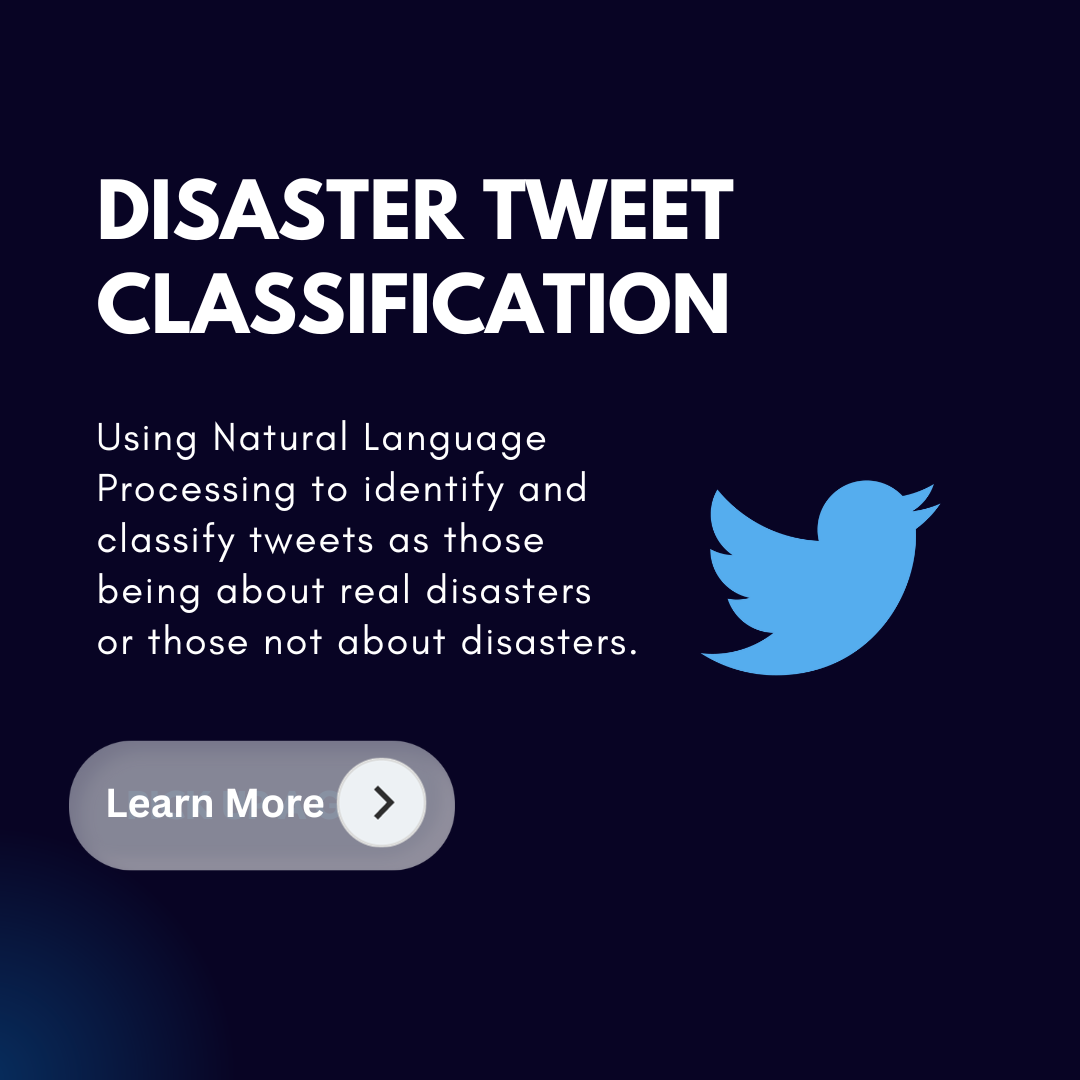 DISASTER TWEET
CLASSIFICATION
Using Natural Language
Processing to identify and
classify tweets as those
being about real disasters
or those not about disasters.
Learn More